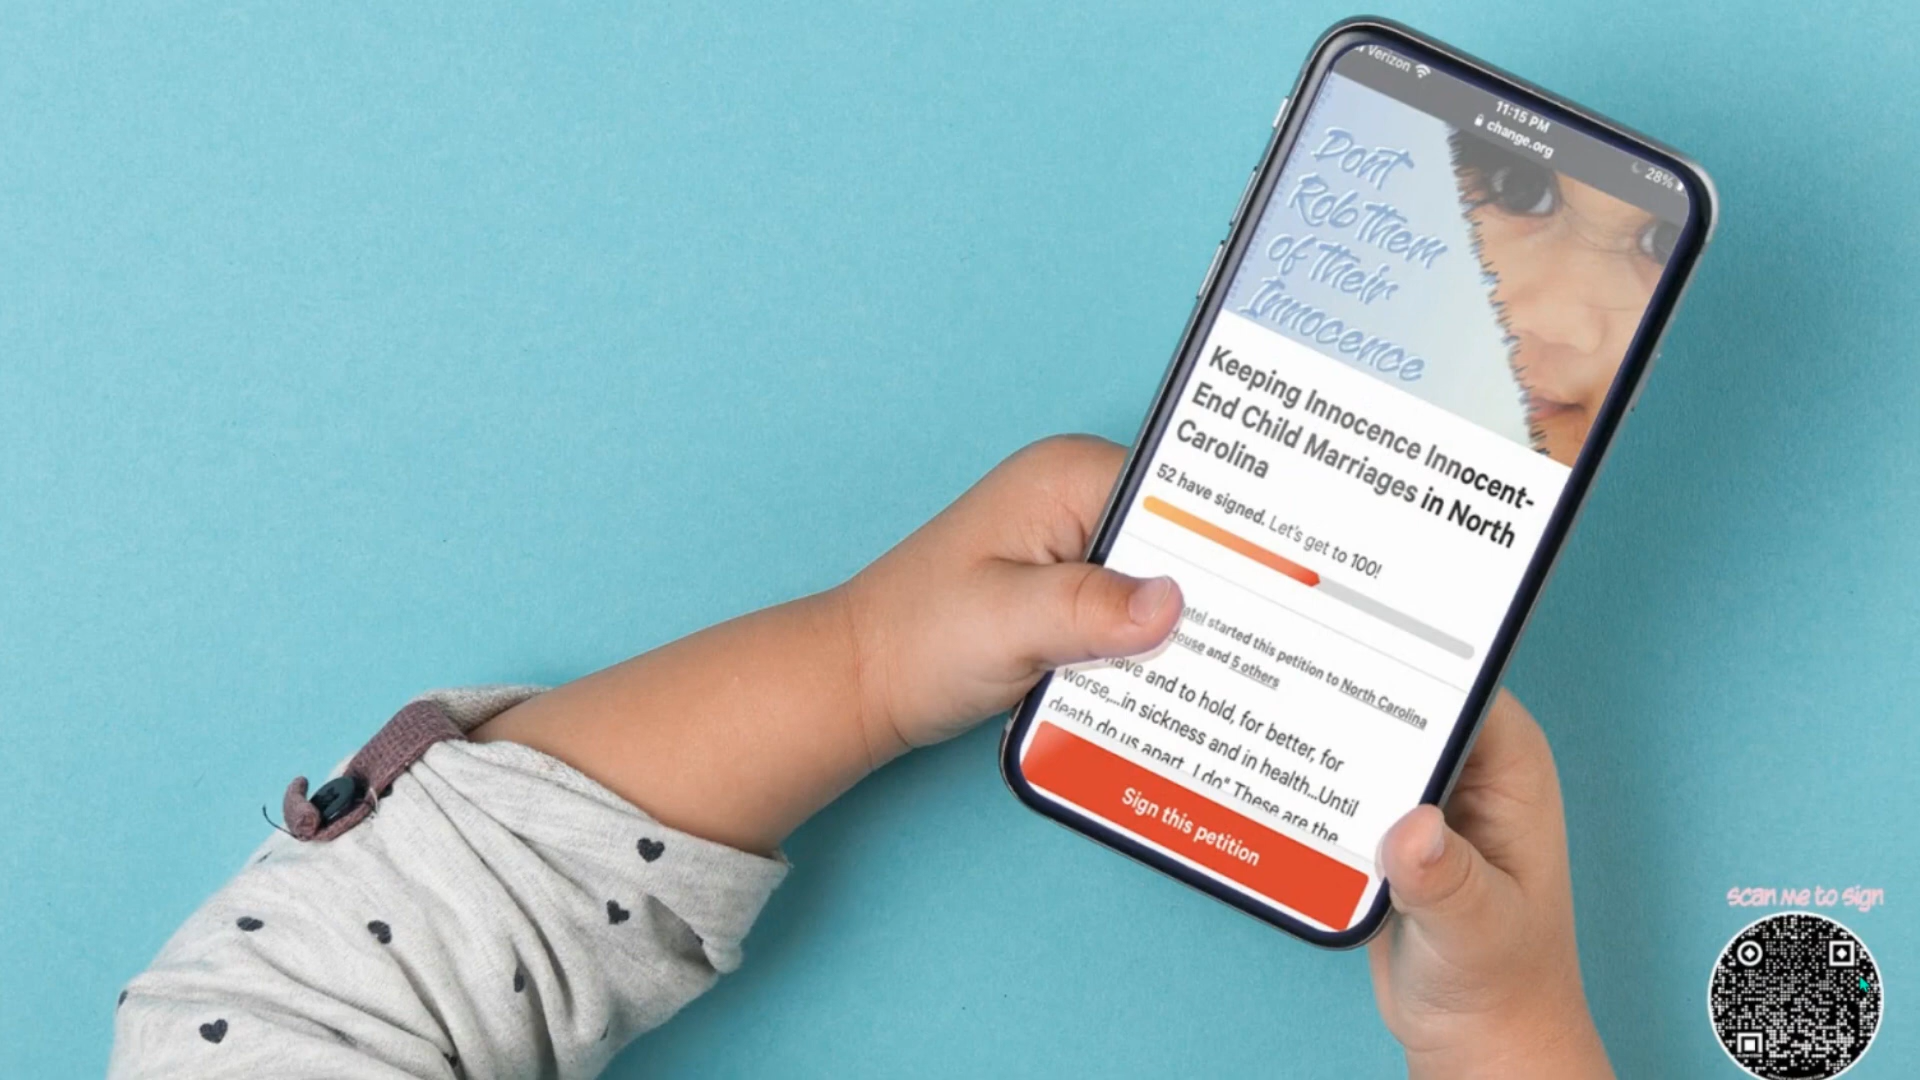 Verizon
11:15 PM
change.org
28%
Dont
Rob Them
of Their
Innocence
Keeping Innocence Innocent-
End Child Marriages in North
Carolina
52 have signed. Let's get to 100!
started this petition to North Carolina
House and 5 others
have and to hold, for better, for
worse,...in sickness and in health...Until
death do us apart, I do" These are the
Sign this petition
scan me to sign